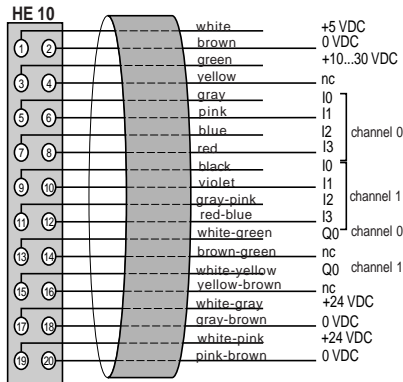 HE 10
white +5 VDC
1 2 brown 0 VDC
green +10...30 VDC
3 4 yellow nc
gray I0
5 6 pink I1
blue I2 channel 0
7 8 red I3
black I0
9 10 violet I1
gray-pink I2 channel 1
11 12 red-blue I3
white-green Q0 channel 0
13 14 brown-green nc
white-yellow Q0 channel 1
15 16 yellow-brown nc
white-gray +24 VDC
17 18 gray-brown 0 VDC
white-pink +24 VDC
19 20 pink-brown 0 VDC